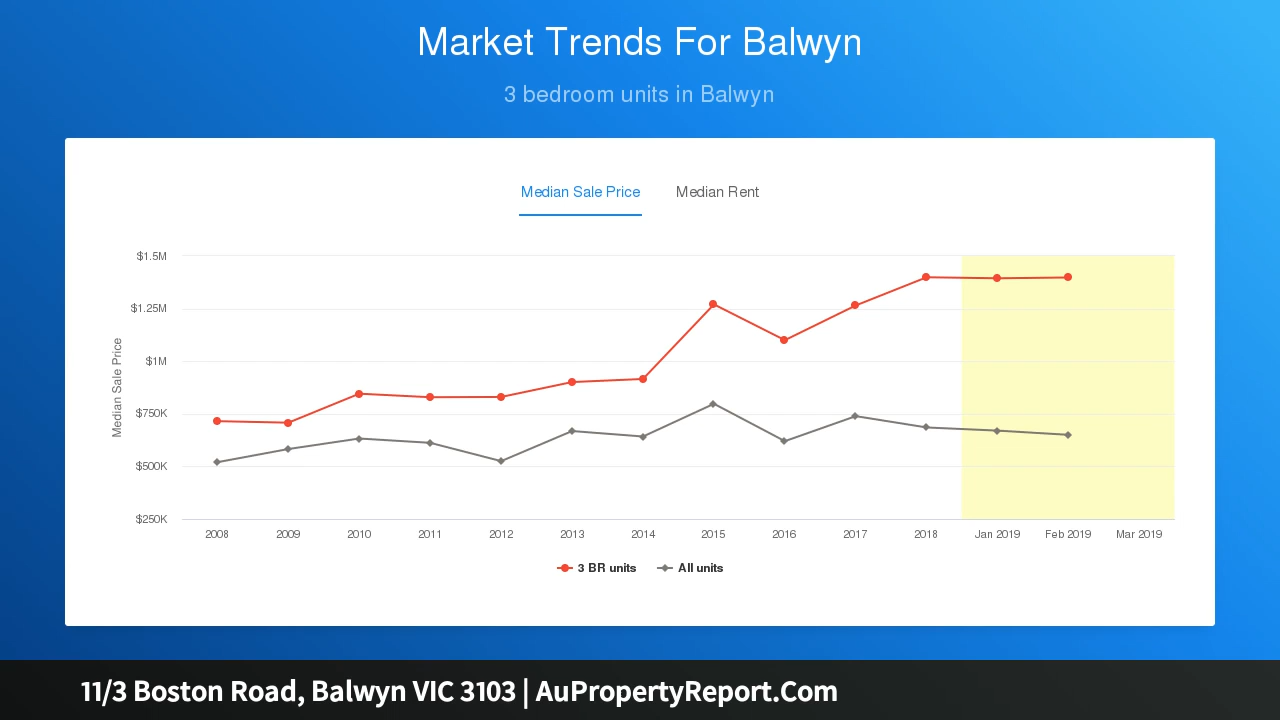 Market Trends For Balwyn
3 bedroom units in Balwyn
Median Sale Price Median Rent
Median Sale Price
$1.5M
$1.25M
$1M
$750K
$500K
$250K
2008 2009 2010 2011 2012 2013 2014 2015 2016 2017 2018 Jan 2019 Feb 2019 Mar 2019
3 BR units All units
11/3 Boston Road, Balwyn VIC 3103 | AuPropertyReport.Com